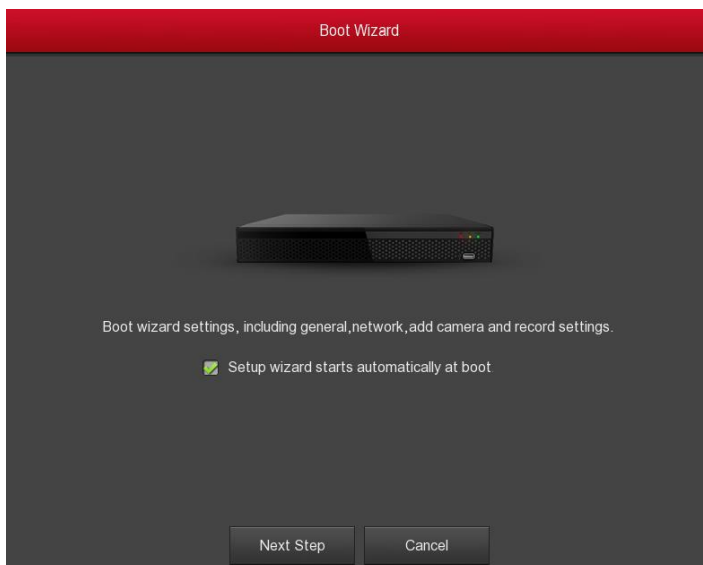 Boot Wizard
Boot wizard settings, including general,network,add camera and record settings.
Setup wizard starts automatically at boot
Next Step
Cancel